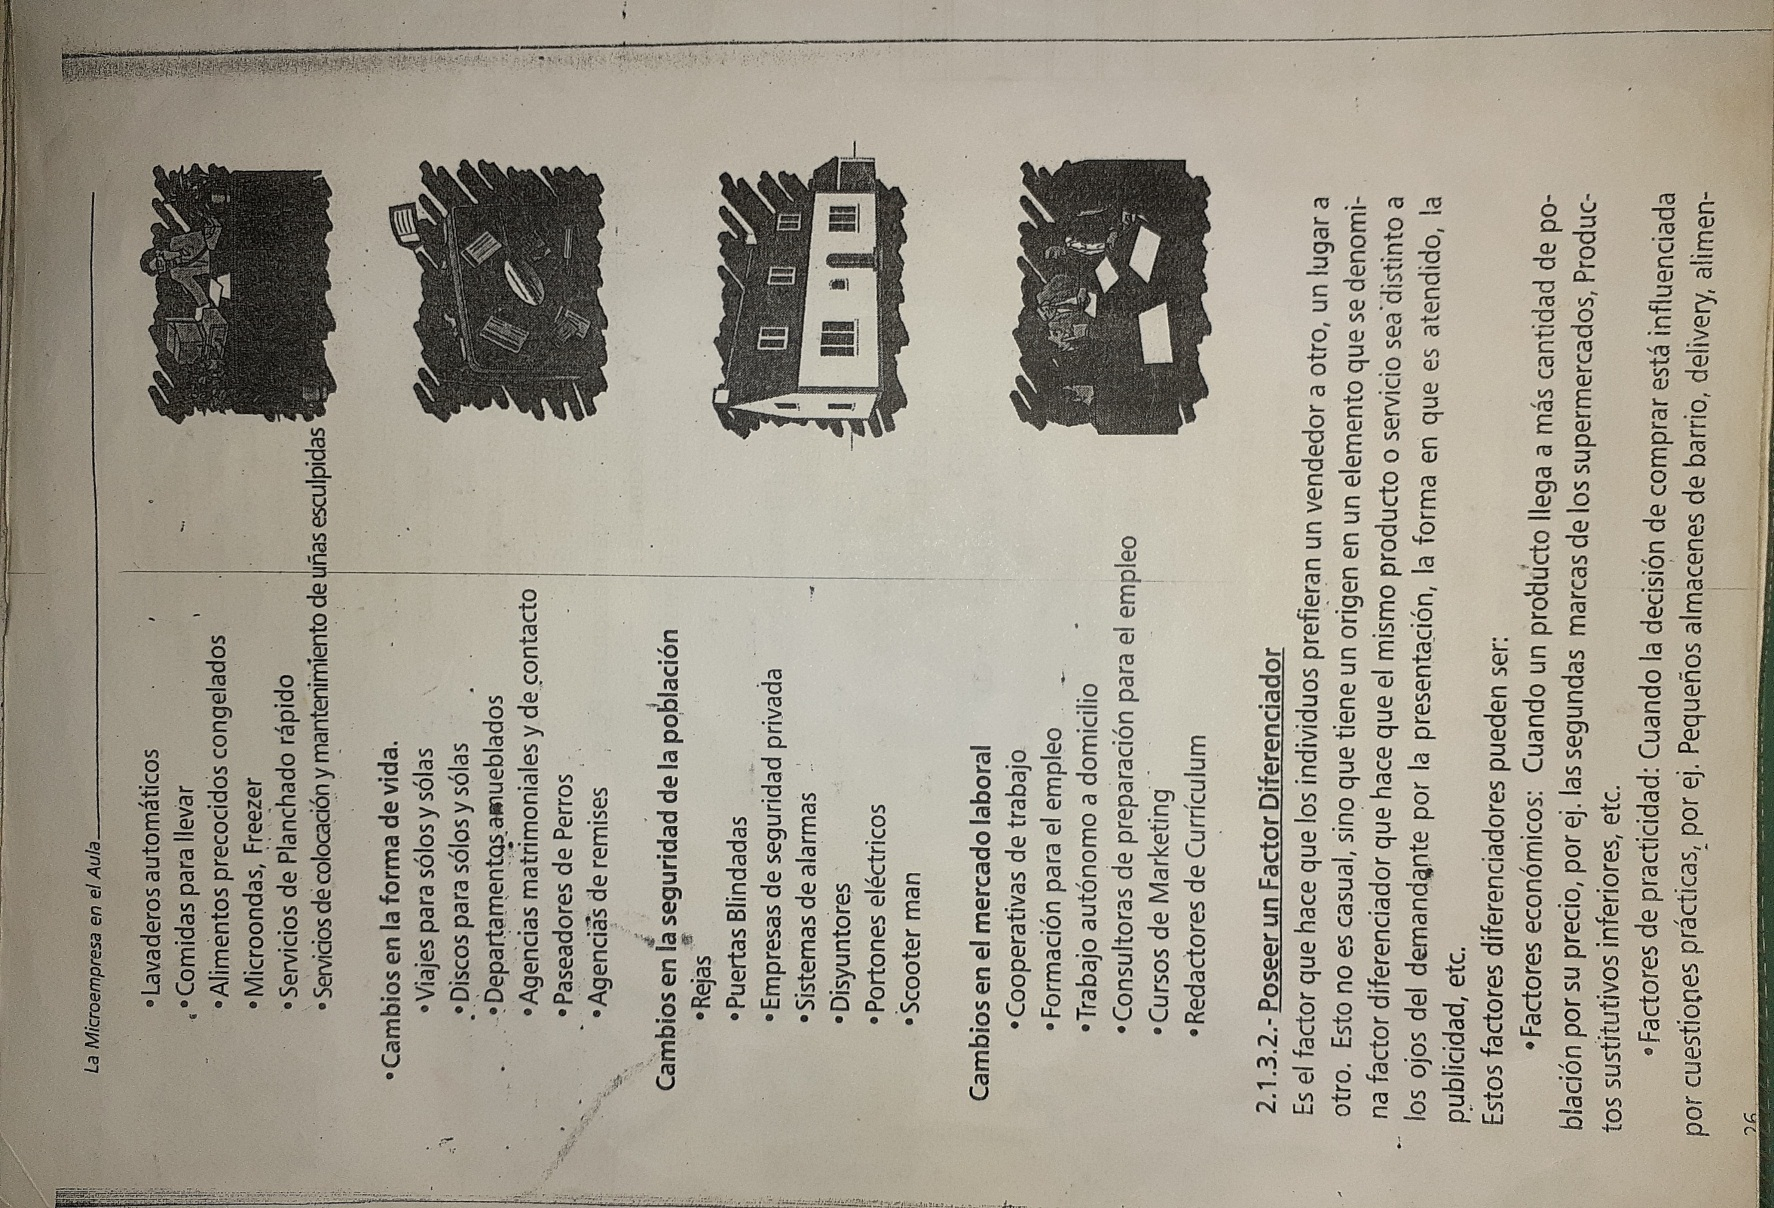 La Microempresa en el Aula
•Lavaderos automáticos
•Comidas para llevar
•Alimentos precocidos congelados
•Microondas, Freezer
•Servicios de Planchado rápido
•Servicios de colocación y mantenimiento de uñas esculpidas
•Cambios en la forma de vida.
•Viajes para sólos y sólas
•Discos para sólos y sólas
•Departamentos amueblados
•Agencias matrimoniales y de contacto
•Paseadores de Perros
•Agencias de remises
Cambios en la seguridad de la población
•Rejas
•Puertas Blindadas
•Empresas de seguridad privada
•Sistemas de alarmas
•Disyuntores
•Portones eléctricos
•Scooter man
Cambios en el mercado laboral
•Cooperativas de trabajo
•Formación para el empleo
•Trabajo autónomo a domicilio
•Consultoras de preparación para el empleo
•Cursos de Marketing
•Redactores de Currículum
2.1.3.2.- Poseer un Factor Diferenciador
Es el factor que hace que los individuos prefieran un vendedor a otro, un lugar a
otro. Esto no es casual, sino que tiene un origen en un elemento que se denomi-
na factor diferenciador que hace que el mismo producto o servicio sea distinto a
los ojos del demandante por la presentación, la forma en que es atendido, la
publicidad, etc.
Estos factores diferenciadores pueden ser:
•Factores económicos: Cuando un producto llega a más cantidad de po-
blación por su precio, por ej. las segundas marcas de los supermercados, Produc-
tos sustitutivos inferiores, etc.
•Factores de practicidad: Cuando la decisión de comprar está influenciada
por cuestiones prácticas, por ej. Pequeños almacenes de barrio, delivery, alimen-
26